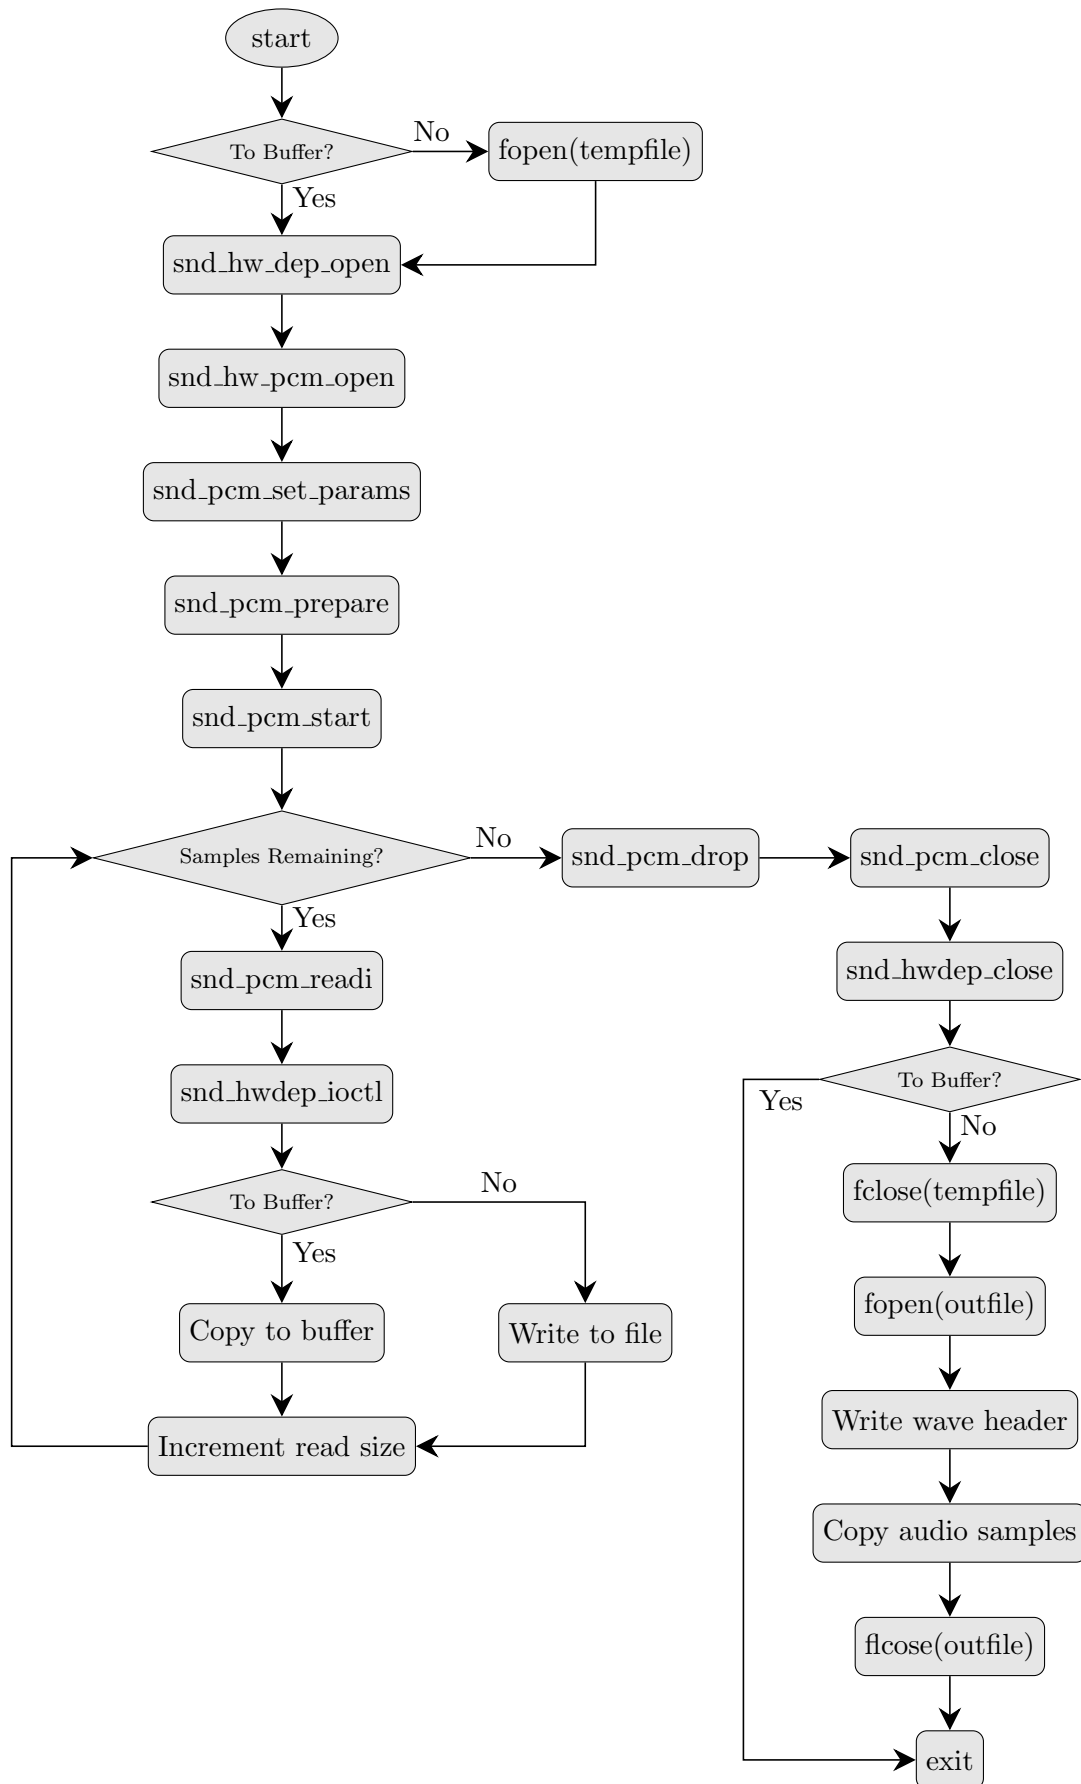 start
To Buffer?
No
fopen(tempfile)
Yes
snd_hw_dep_open
snd_hw_pcm_open
snd_pcm_set_params
snd_pcm_prepare
snd_pcm_start
Samples Remaining?
No
snd_pcm_drop
snd_pcm_close
Yes
snd_pcm_readi
snd_hwdep_close
snd_hwdep_ioctl
To Buffer?
Yes
No
To Buffer?
No
Yes
fclose(tempfile)
fopen(outfile)
Copy to buffer
Write to file
Write wave header
Increment read size
Copy audio samples
flcose(outfile)
exit